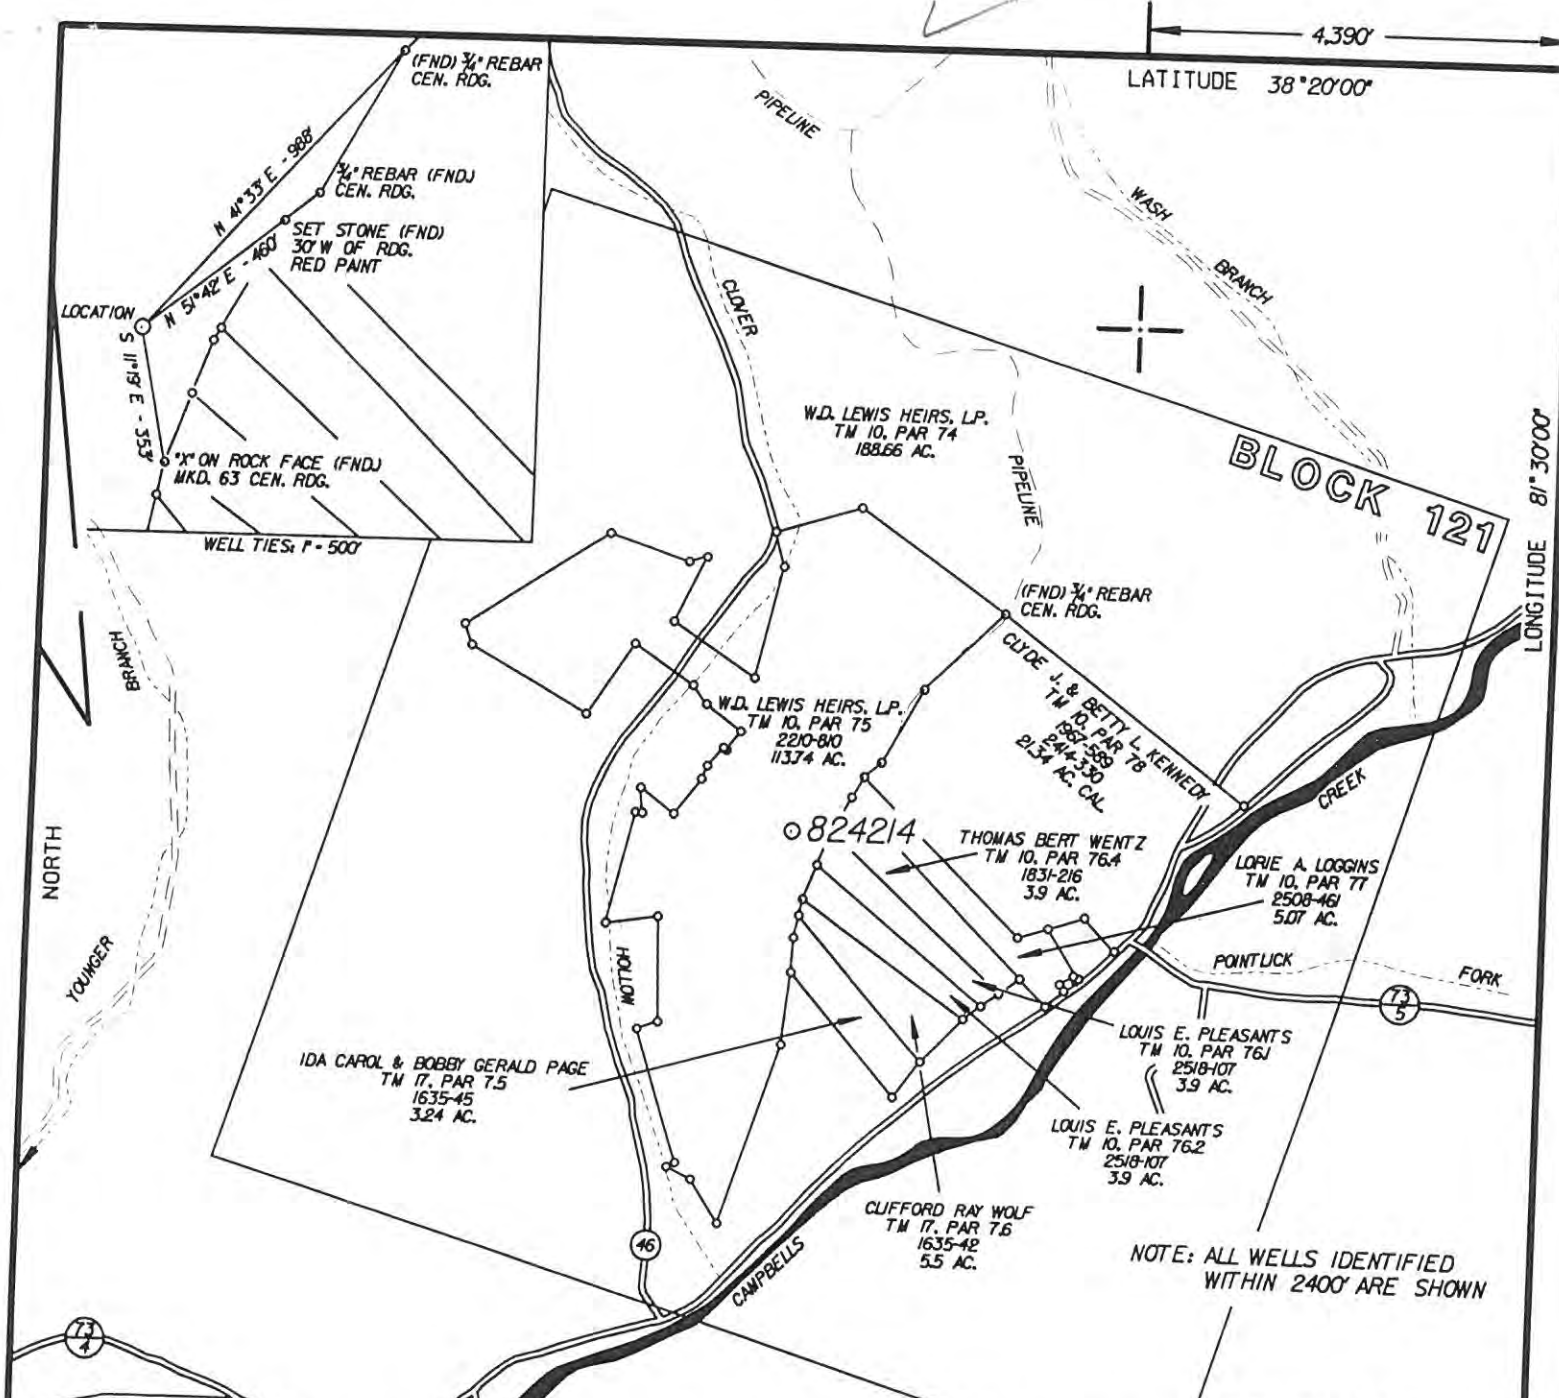 4,390'
LATITUDE 38°20'00"
(FND) 3/4" REBAR
CEN. RDG.
N 41°33' E - 988'
3/4" REBAR (FND)
CEN. RDG.
SET STONE (FND)
30' W OF RDG.
RED PAINT
N 51°42' E - 460'
LOCATION
S 11°19' E - 353'
"X" ON ROCK FACE (FND)
MKD. 63 CEN. RDG.
WELL TIES: 1" = 500'
PIPELINE
WASH
BRANCH
CLOVER
W.D. LEWIS HEIRS, L.P.
TM 10, PAR 74
188.66 AC.
PIPELINE
BLOCK 121
LONGITUDE 81°30'00"
(FND) 3/4" REBAR
CEN. RDG.
CLYDE J. & BETTY L. KENNEDY
TM 10, PAR 78
1967-589
2414-330
21.34 AC. CAL.
BRANCH
W.D. LEWIS HEIRS, L.P.
TM 10, PAR 75
2210-810
113.74 AC.
CREEK
824214
NORTH
THOMAS BERT WENTZ
TM 10, PAR 76.4
1831-216
3.9 AC.
LORIE A. LOGGINS
TM 10, PAR 77
2508-461
5.07 AC.
YOUNGER
HOLLOW
POINTLICK FORK
73
5
LOUIS E. PLEASANTS
TM 10, PAR 76.1
2518-107
3.9 AC.
IDA CAROL & BOBBY GERALD PAGE
TM 17, PAR 7.5
1635-45
3.24 AC.
LOUIS E. PLEASANTS
TM 10, PAR 76.2
2518-107
3.9 AC.
CLIFFORD RAY WOLF
TM 17, PAR 7.6
1635-42
5.5 AC.
46
CAMPBELLS
NOTE: ALL WELLS IDENTIFIED
WITHIN 2400' ARE SHOWN
73
4